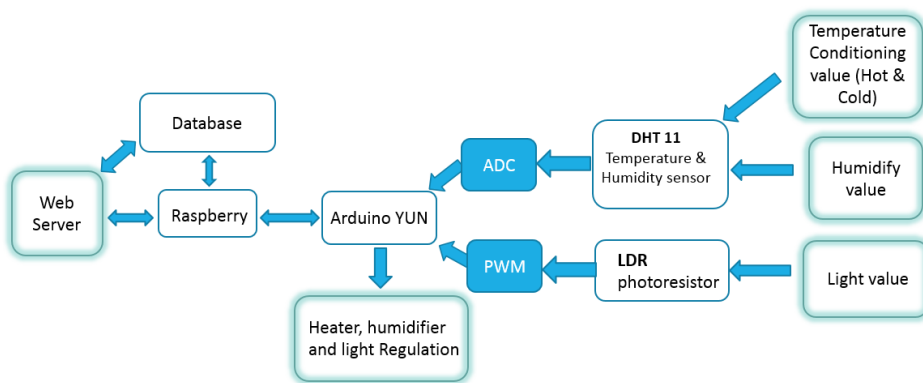 Temperature
Conditioning
value (Hot &
Cold)
Database
DHT 11
Temperature &
Humidity sensor
ADC
Humidify
value
Web
Server
Raspberry
Arduino YUN
PWM
LDR
photoresistor
Light value
Heater, humidifier
and light Regulation